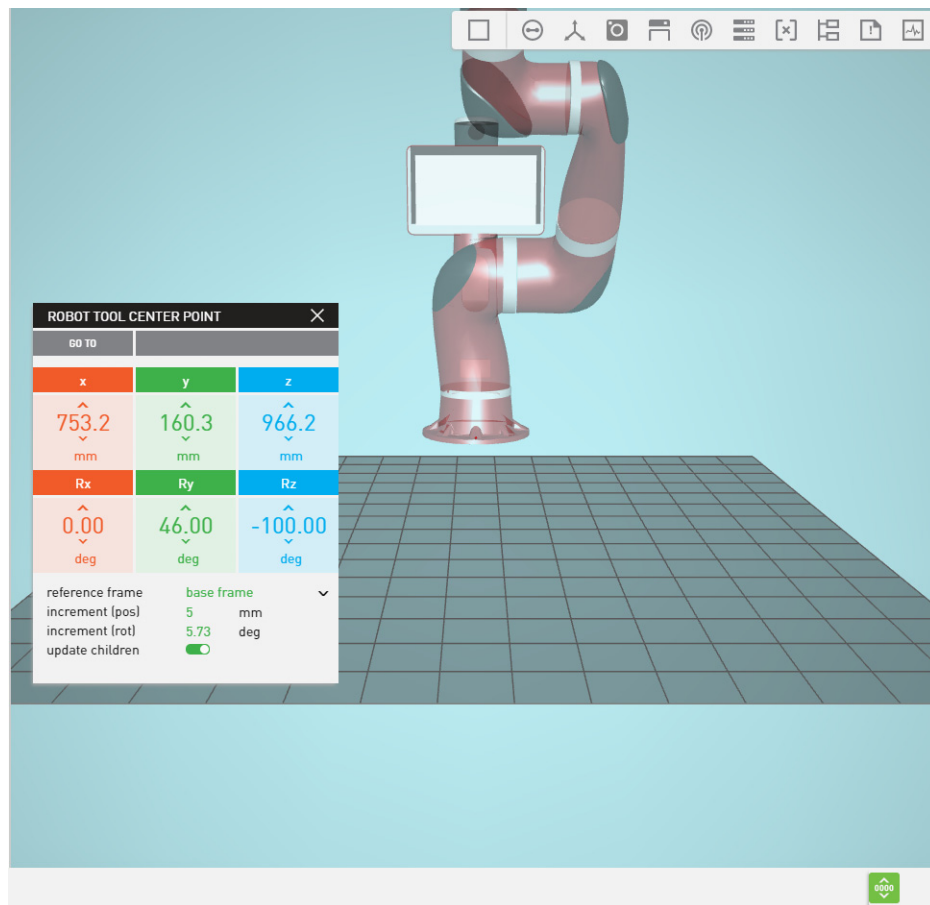 ROBOT TOOL CENTER POINT
GO TO
x y z
753.2 160.3 966.2
mm mm mm
Rx Ry Rz
0.00 46.00 -100.00
deg deg deg
reference frame base frame
increment (pos) 5 mm
increment (rot) 5.73 deg
update children
0000